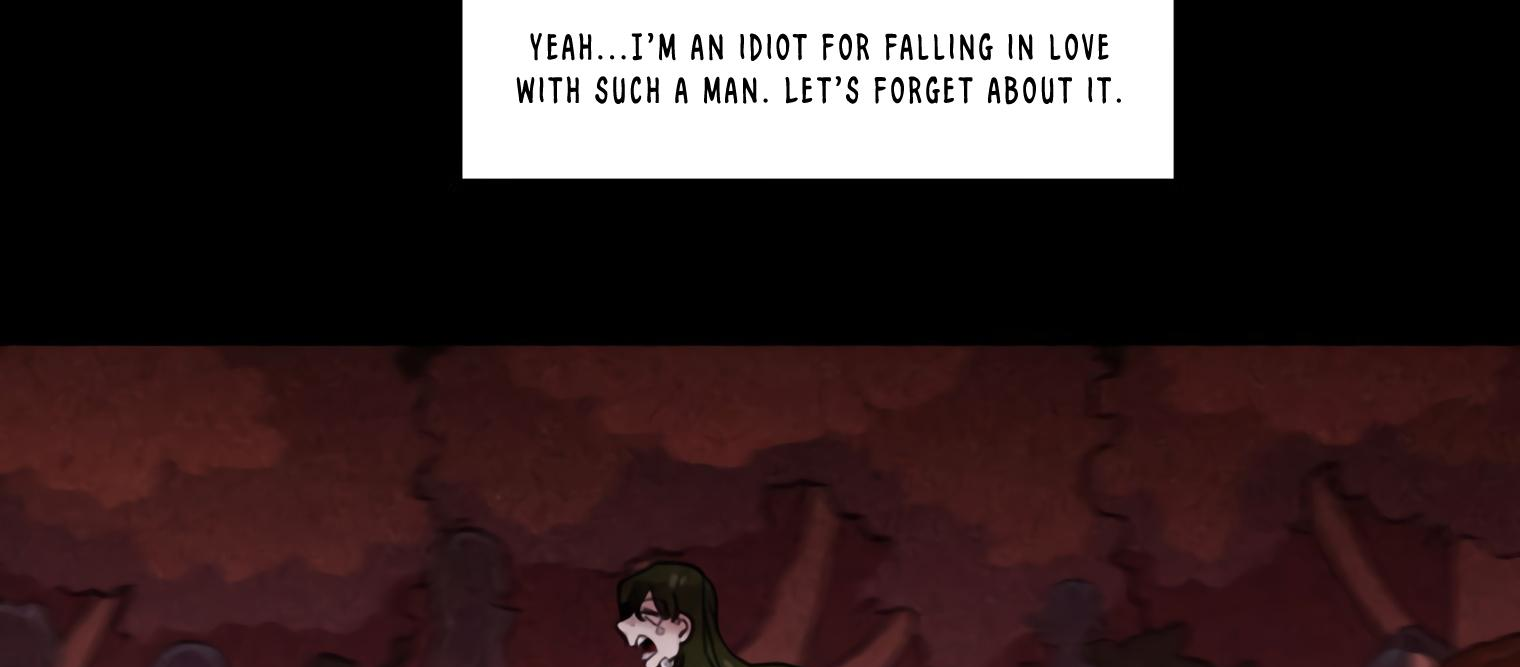 YEAH...I'M AN IDIOT FOR FALLING IN LOVE
WITH SUCH A MAN. LET'S FORGET ABOUT IT.